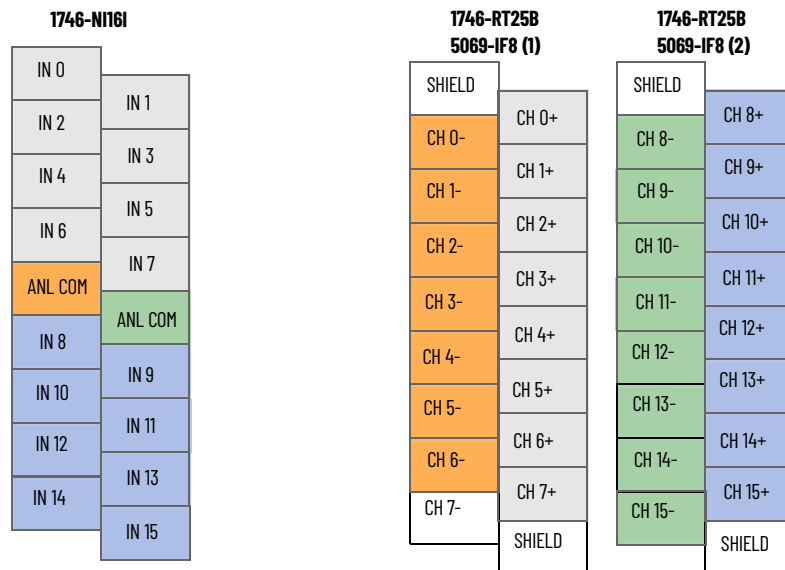 1746-NI16I
IN 0
IN 1
IN 2
IN 3
IN 4
IN 5
IN 6
IN 7
ANL COM
ANL COM
IN 8
IN 9
IN 10
IN 11
IN 12
IN 13
IN 14
IN 15
1746-RT25B
5069-IF8 (1)
SHIELD
CH 0+
CH 0-
CH 1+
CH 1-
CH 2+
CH 2-
CH 3+
CH 3-
CH 4+
CH 4-
CH 5+
CH 5-
CH 6+
CH 6-
CH 7+
CH 7-
SHIELD
1746-RT25B
5069-IF8 (2)
SHIELD
CH 8+
CH 8-
CH 9+
CH 9-
CH 10+
CH 10-
CH 11+
CH 11-
CH 12+
CH 12-
CH 13+
CH 13-
CH 14+
CH 14-
CH 15+
CH 15-
SHIELD